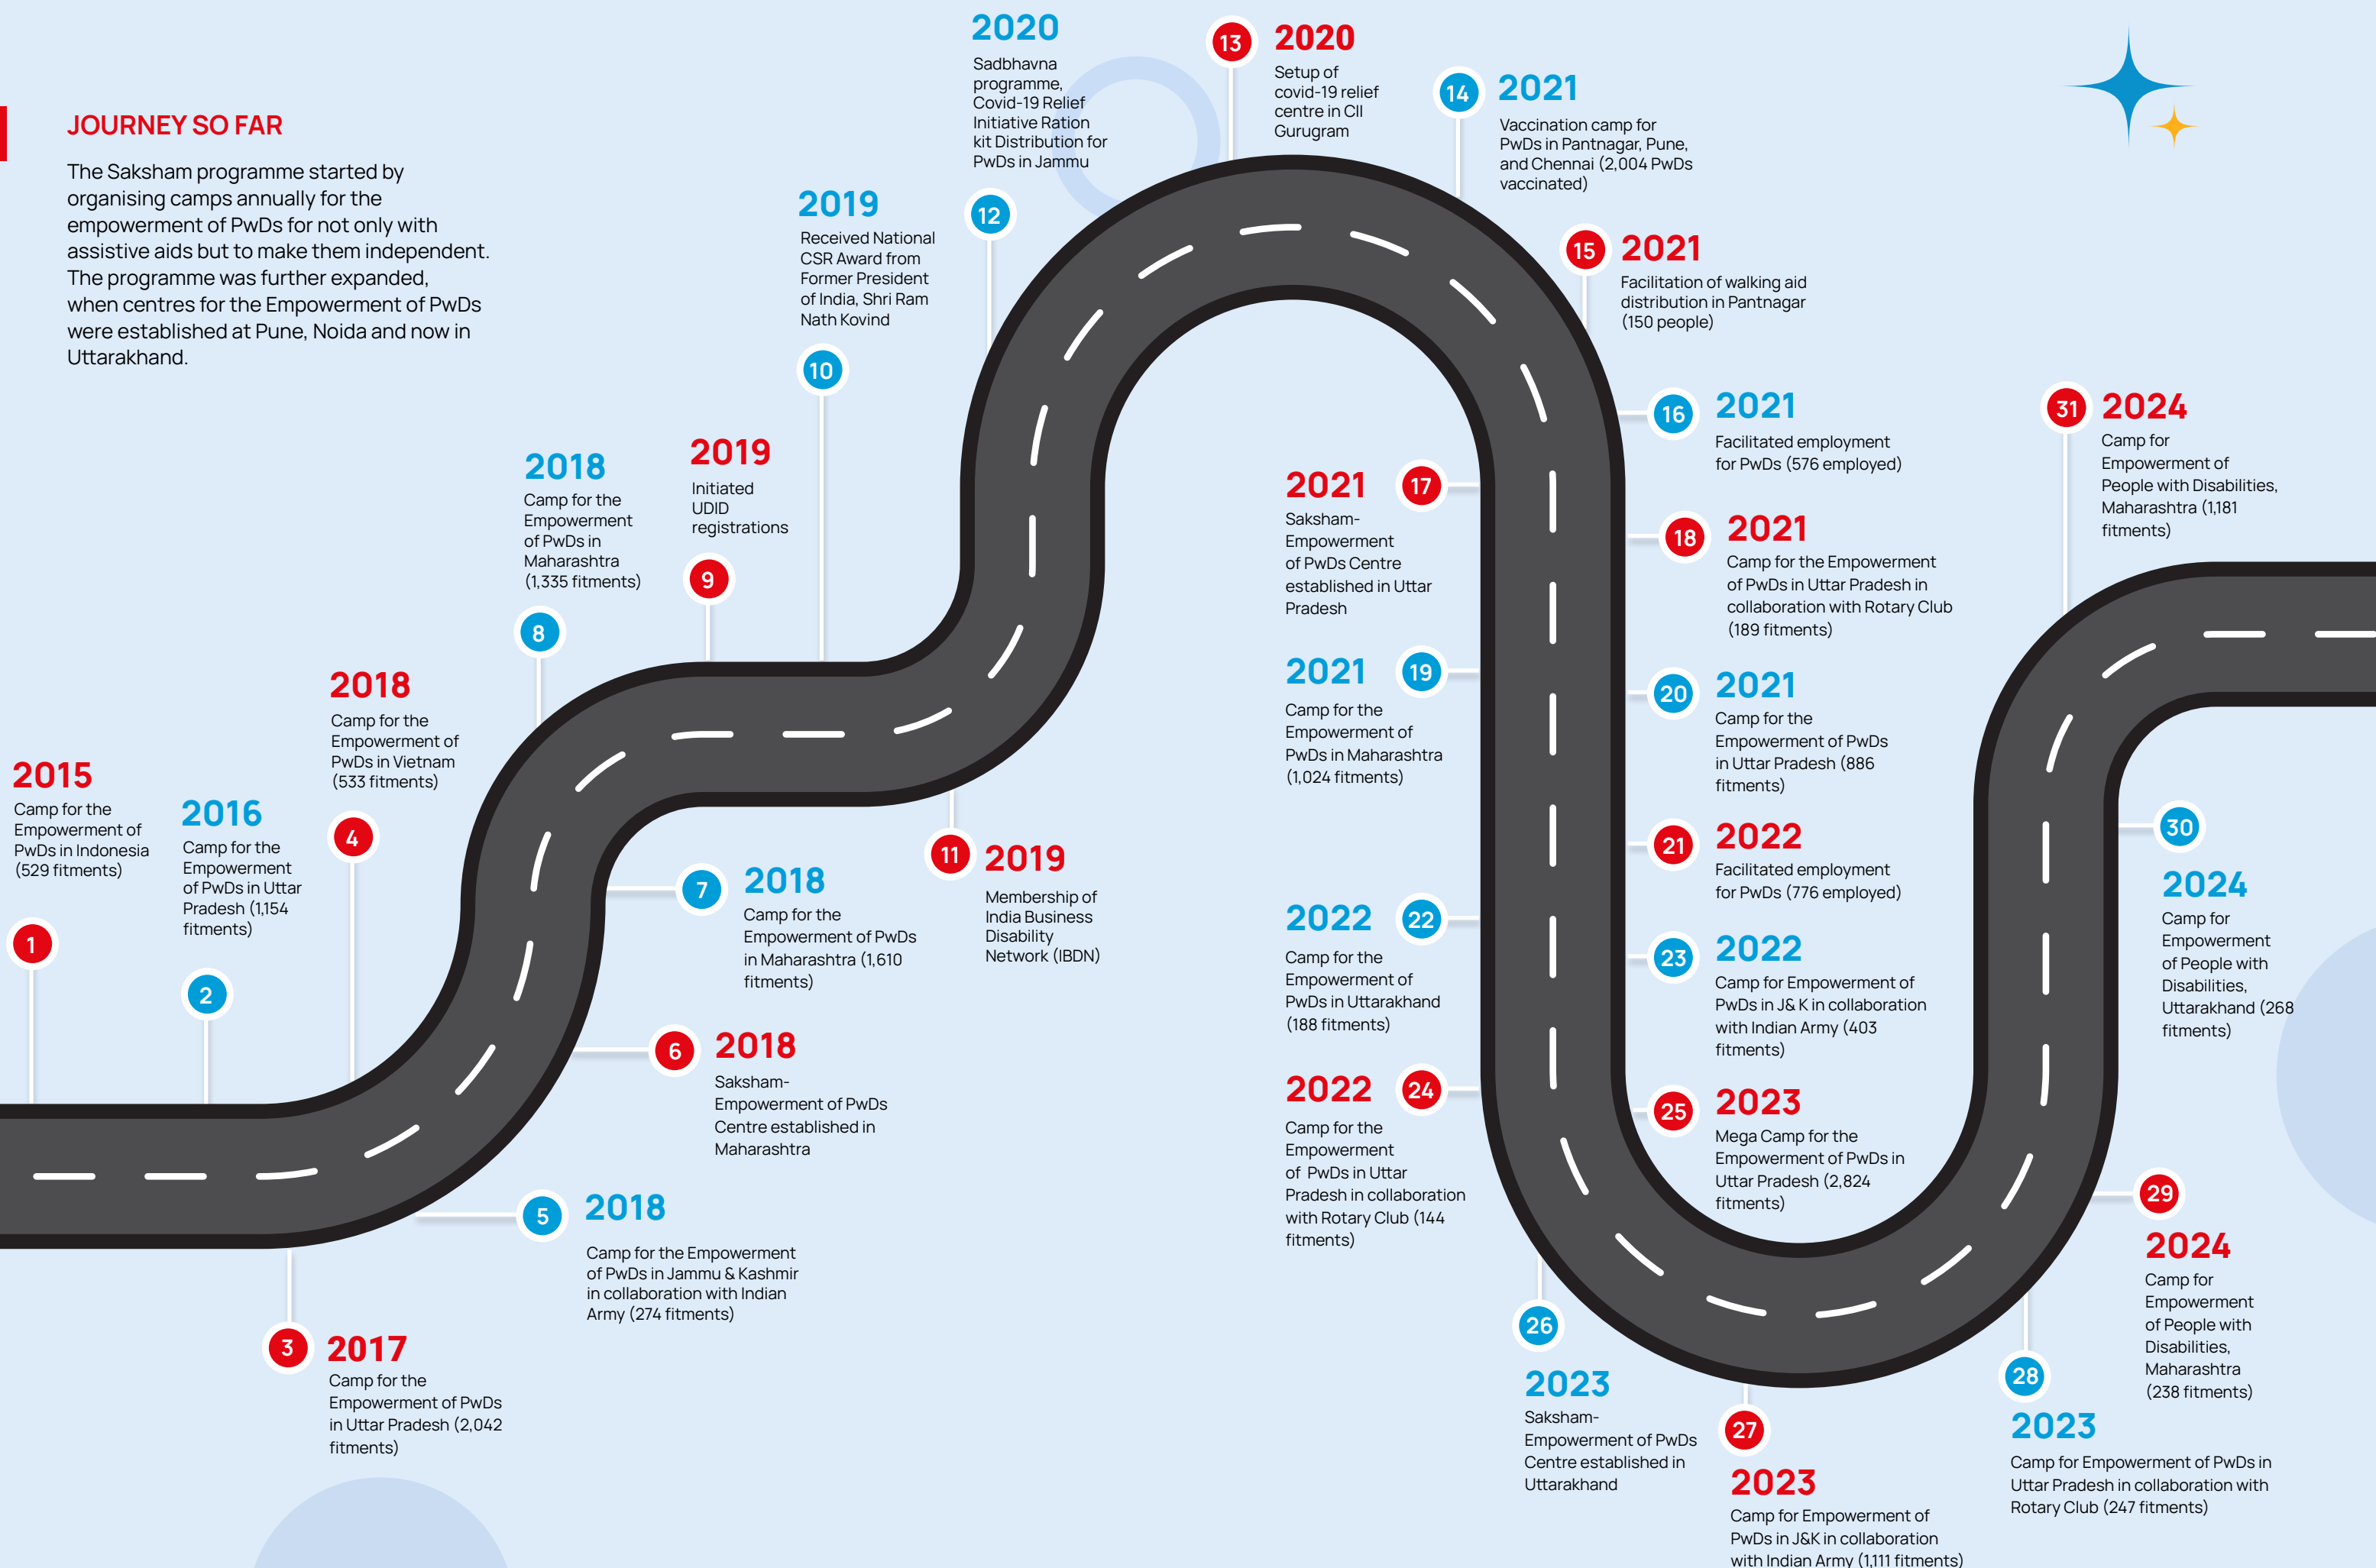 JOURNEY SO FAR
The Saksham programme started by
organising camps annually for the
empowerment of PwDs for not only with
assistive aids but to make them independent.
The programme was further expanded,
when centres for the Empowerment of PwDs
were established at Pune, Noida and now in
Uttarakhand.
1
2015
Camp for the
Empowerment of
PwDs in Indonesia
(529 fitments)
2
2016
Camp for the
Empowerment
of PwDs in Uttar
Pradesh (1,154
fitments)
3
2017
Camp for the
Empowerment of PwDs
in Uttar Pradesh (2,042
fitments)
4
2018
Camp for the
Empowerment of
PwDs in Vietnam
(533 fitments)
5
2018
Camp for the Empowerment
of PwDs in Jammu & Kashmir
in collaboration with Indian
Army (274 fitments)
6
2018
Saksham-
Empowerment of PwDs
Centre established in
Maharashtra
7
2018
Camp for the
Empowerment of PwDs
in Maharashtra (1,610
fitments)
8
2018
Camp for the
Empowerment
of PwDs in
Maharashtra
(1,335 fitments)
9
2019
Initiated
UDID
registrations
10
2019
Received National
CSR Award from
Former President
of India, Shri Ram
Nath Kovind
11
2019
Membership of
India Business
Disability
Network (IBDN)
12
2020
Sadbhavna
programme,
Covid-19 Relief
Initiative Ration
kit Distribution for
PwDs in Jammu
13
2020
Setup of
covid-19 relief
centre in CII
Gurugram
14
2021
Vaccination camp for
PwDs in Pantnagar, Pune,
and Chennai (2,004 PwDs
vaccinated)
15
2021
Facilitation of walking aid
distribution in Pantnagar
(150 people)
16
2021
Facilitated employment
for PwDs (576 employed)
17
2021
Saksham-
Empowerment
of PwDs Centre
established in Uttar
Pradesh
18
2021
Camp for the Empowerment
of PwDs in Uttar Pradesh in
collaboration with Rotary Club
(189 fitments)
19
2021
Camp for the
Empowerment of
PwDs in Maharashtra
(1,024 fitments)
20
2021
Camp for the
Empowerment of PwDs
in Uttar Pradesh (886
fitments)
21
2022
Facilitated employment
for PwDs (776 employed)
22
2022
Camp for the
Empowerment of
PwDs in Uttarakhand
(188 fitments)
23
2022
Camp for Empowerment of
PwDs in J& K in collaboration
with Indian Army (403
fitments)
24
2022
Camp for the
Empowerment
of PwDs in Uttar
Pradesh in collaboration
with Rotary Club (144
fitments)
25
2023
Mega Camp for the
Empowerment of PwDs in
Uttar Pradesh (2,824
fitments)
26
2023
Saksham-
Empowerment of PwDs
Centre established in
Uttarakhand
27
2023
Camp for Empowerment of
PwDs in J&K in collaboration
with Indian Army (1,111 fitments)
28
2023
Camp for Empowerment of PwDs in
Uttar Pradesh in collaboration with
Rotary Club (247 fitments)
29
2024
Camp for
Empowerment
of People with
Disabilities,
Maharashtra
(238 fitments)
30
2024
Camp for
Empowerment
of People with
Disabilities,
Uttarakhand (268
fitments)
31
2024
Camp for
Empowerment of
People with Disabilities,
Maharashtra (1,181
fitments)